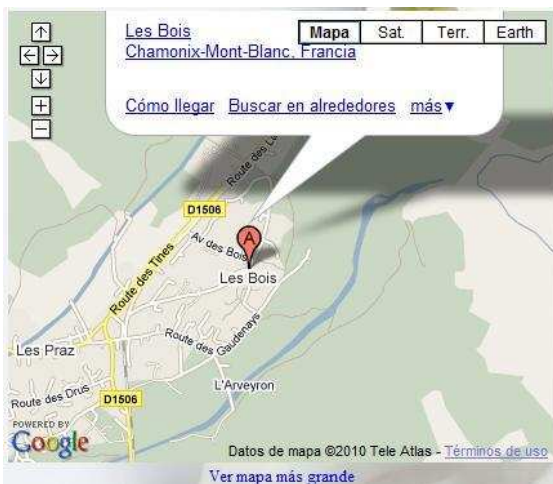 Les Bois
Chamonix-Mont-Blanc, Francia
Mapa Sat. Terr. Earth
Cómo llegar Buscar en alrededores más▼
D1506
Route des Tines
Av des Bois
A
Les Bois
Route des Gaudenays
Les Praz
L'Arveyron
Route des Drus
D1506
POWERED BY
Google
Datos de mapa ©2010 Tele Atlas - Términos de uso
Ver mapa más grande